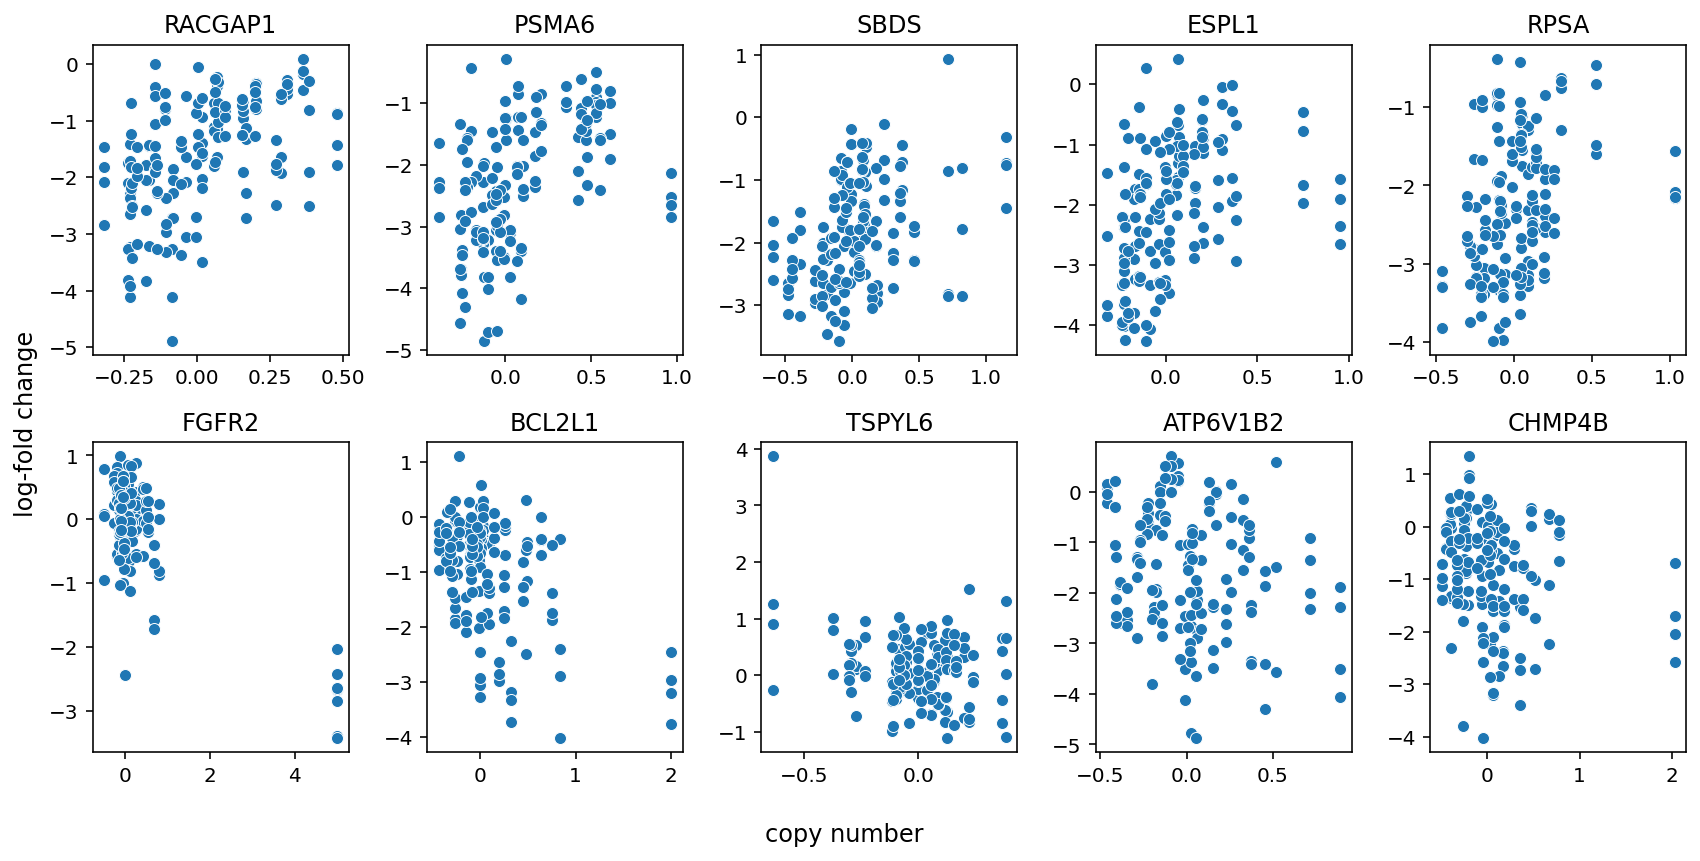 RACGAP1 PSMA6 SBDS ESPL1 RPSA
0 −1 −2 −3 −4 −5
−1 −2 −3 −4 −5
1 0 −1 −2 −3
0 −1 −2 −3 −4
−1 −2 −3 −4
−0.25 0.00 0.25 0.50
0.0 0.5 1.0
−0.5 0.0 0.5 1.0
0.0 0.5 1.0
−0.5 0.0 0.5 1.0
log-fold change
FGFR2 BCL2L1 TSPYL6 ATP6V1B2 CHMP4B
1 0 −1 −2 −3
1 0 −1 −2 −3 −4
4 3 2 1 0 −1
0 −1 −2 −3 −4 −5
1 0 −1 −2 −3 −4
0 2 4
0 1 2
−0.5 0.0
−0.5 0.0 0.5
0 1 2
copy number